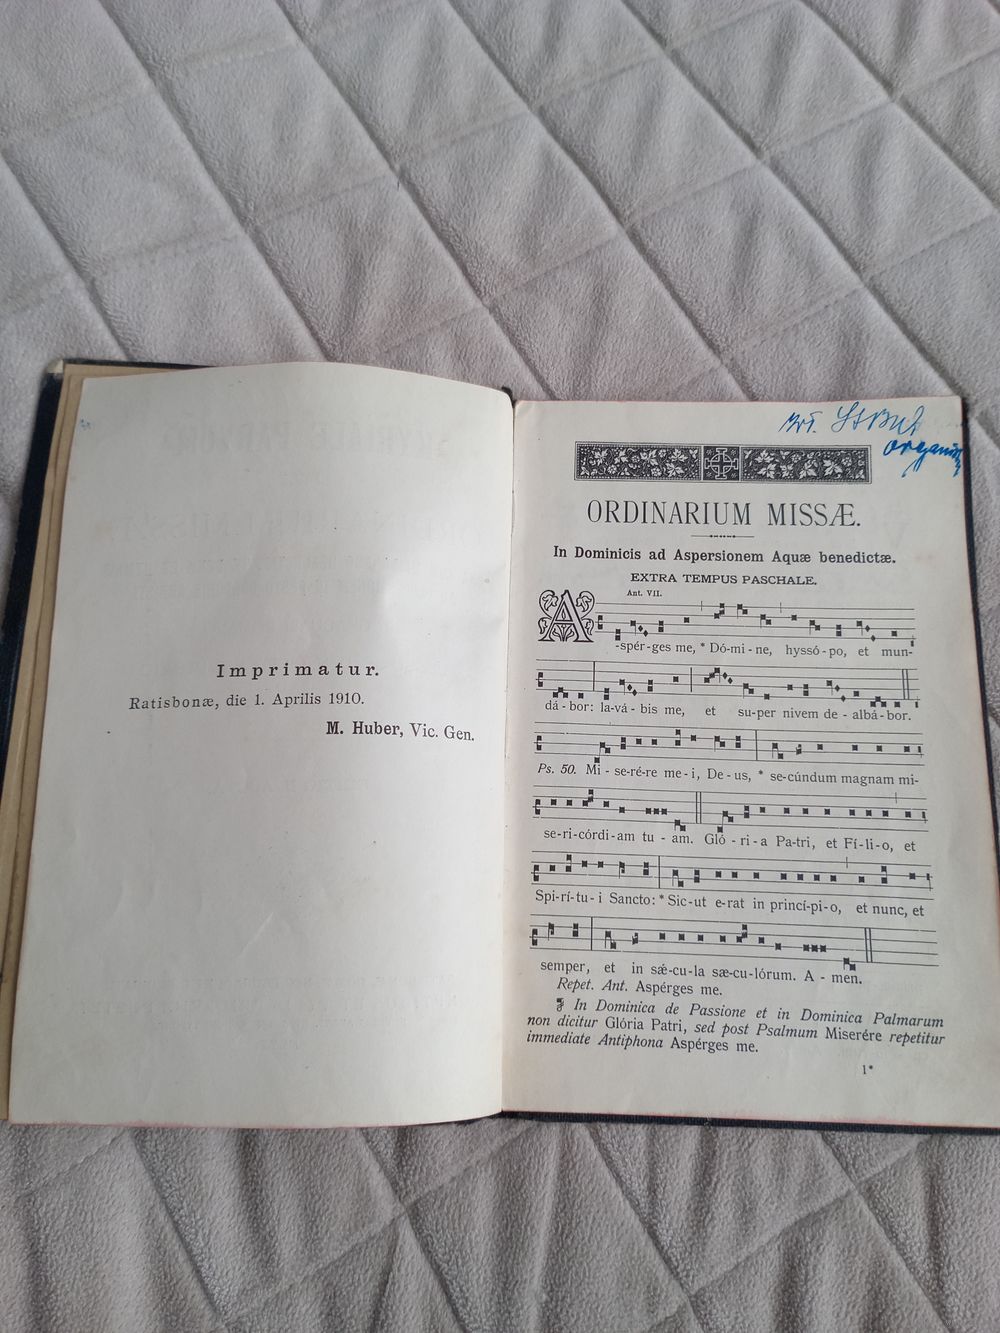 Imprimatur.
Ratisbonæ, die 1. Aprilis 1910.
M. Huber, Vic. Gen.
ORDINARIUM MISSÆ.
In Dominicis ad Aspersionem Aquæ benedictæ.
EXTRA TEMPUS PASCHALE.
Ant. VII.
A-spér-ges me, * Dó-mi-ne, hyssó-po, et mun-
dá-bor: la-vá-bis me, et su-per nivem de-albá-bor.
Ps. 50. Mi-se-ré-re me-i, De-us, * se-cúndum magnam mi-
se-ri-córdi-am tu-am. Gló-ri-a Pa-tri, et Fí-li-o, et
Spi-rí-tu-i Sancto: * Sic-ut e-rat in princí-pi-o, et nunc, et
semper, et in sǽ-cu-la sæ-cu-lórum. A-men.
Repet. Ant. Aspérges me.
In Dominica de Passione et in Dominica Palmarum
non dicitur Glória Patri, sed post Psalmum Miserére repetitur
immediate Antiphona Aspérges me.
1*